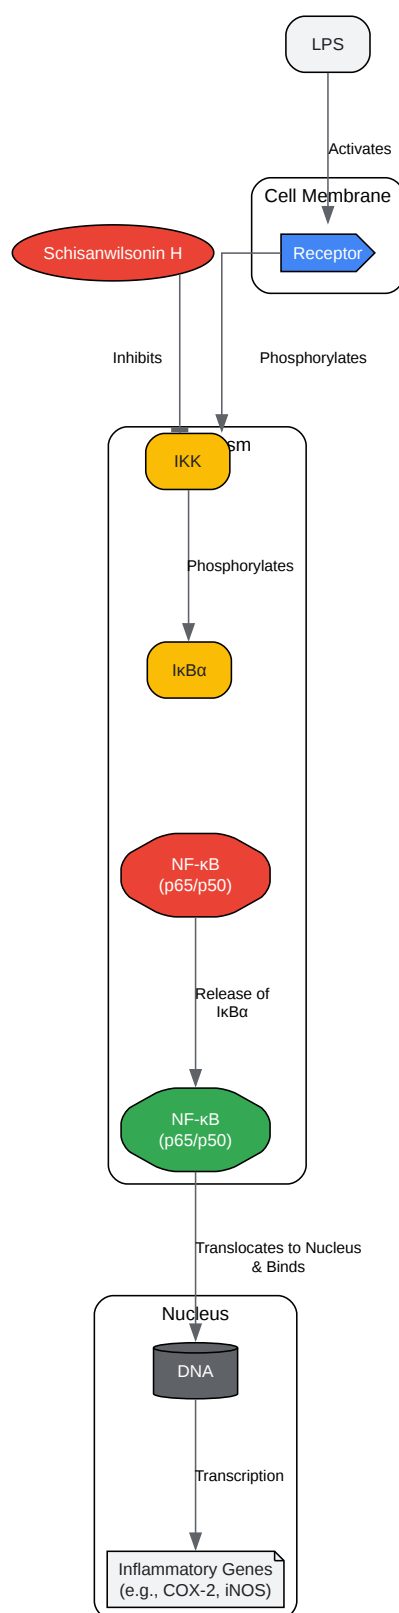 LPS
Activates
Cell Membrane
Schisanwilsonin H
Receptor
Inhibits
Phosphorylates
IKK
Phosphorylates
IκBα
NF-κB
(p65/p50)
Release of
IκBα
NF-κB
(p65/p50)
Translocates to Nucleus
& Binds
Nucleus
DNA
Transcription
Inflammatory Genes
(e.g., COX-2, iNOS)